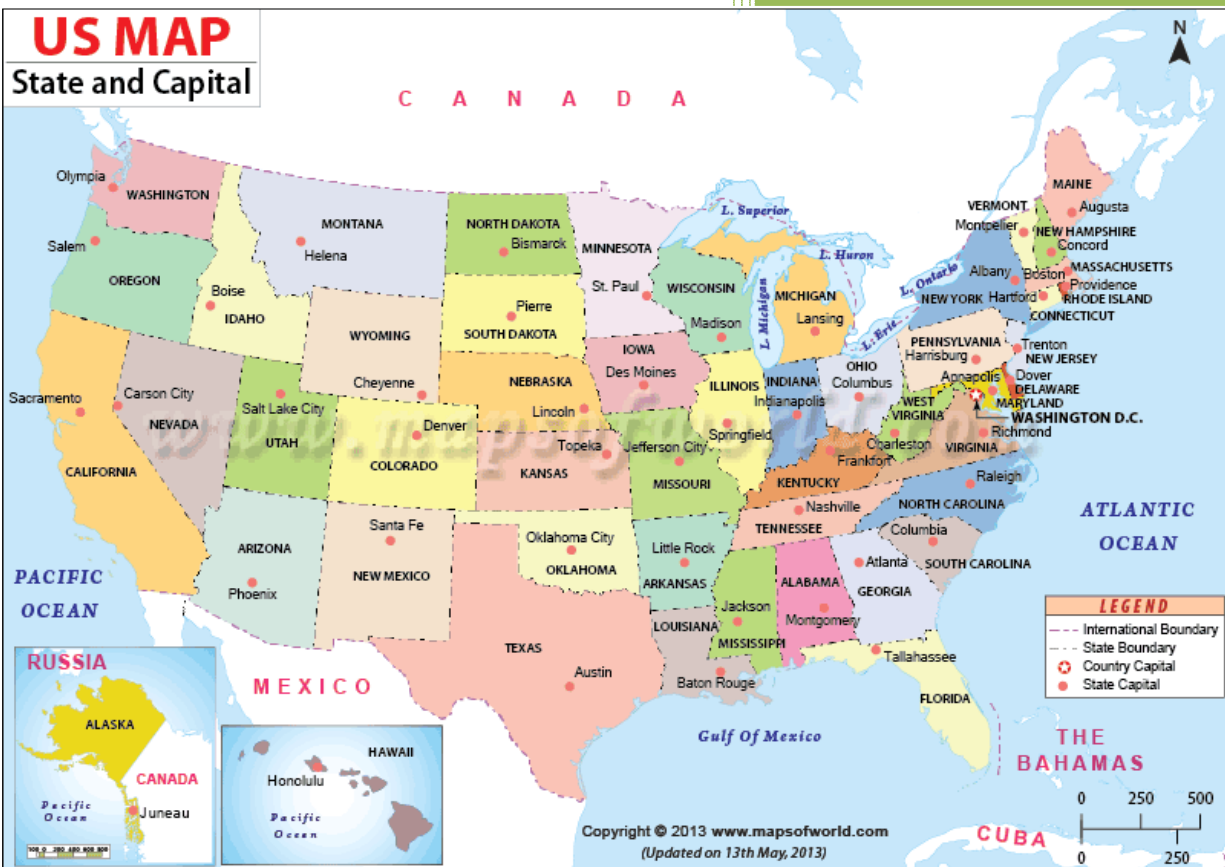 US MAP
State and Capital
N
CANADA
Olympia
WASHINGTON
Salem
OREGON
Boise
IDAHO
MONTANA
Helena
WYOMING
Cheyenne
NORTH DAKOTA
Bismarck
Pierre
SOUTH DAKOTA
MINNESOTA
St. Paul
WISCONSIN
Madison
L. Superior
L. Huron
L. Michigan
MICHIGAN
Lansing
L. Ontario
L. Erie
MAINE
Augusta
VERMONT
Montpelier
NEW HAMPSHIRE
Concord
Albany
NEW YORK
Boston
MASSACHUSETTS
Providence
RHODE ISLAND
Hartford
CONNECTICUT
PENNSYLVANIA
Harrisburg
Trenton
NEW JERSEY
Annapolis
Dover
DELAWARE
MARYLAND
WASHINGTON D.C.
Sacramento
CALIFORNIA
Carson City
NEVADA
Salt Lake City
UTAH
Denver
COLORADO
NEBRASKA
Lincoln
IOWA
Des Moines
Topeka
KANSAS
Jefferson City
MISSOURI
ILLINOIS
Springfield
INDIANA
Indianapolis
OHIO
Columbus
WEST
VIRGINIA
Charleston
Richmond
VIRGINIA
Frankfort
KENTUCKY
Nashville
TENNESSEE
Raleigh
NORTH CAROLINA
Columbia
SOUTH CAROLINA
www.mapsofworld.com
ARIZONA
Phoenix
Santa Fe
NEW MEXICO
Oklahoma City
OKLAHOMA
Little Rock
ARKANSAS
TEXAS
Austin
LOUISIANA
Baton Rouge
Jackson
MISSISSIPPI
ALABAMA
Montgomery
Atlanta
GEORGIA
Tallahassee
FLORIDA
PACIFIC
OCEAN
ATLANTIC
OCEAN
MEXICO
Gulf Of Mexico
THE
BAHAMAS
CUBA
LEGEND
International Boundary
State Boundary
Country Capital
State Capital
RUSSIA
ALASKA
CANADA
Pacific
Ocean
Juneau
HAWAII
Honolulu
Pacific
Ocean
0 250 500
0 250
Copyright © 2013 www.mapsofworld.com
(Updated on 13th May, 2013)